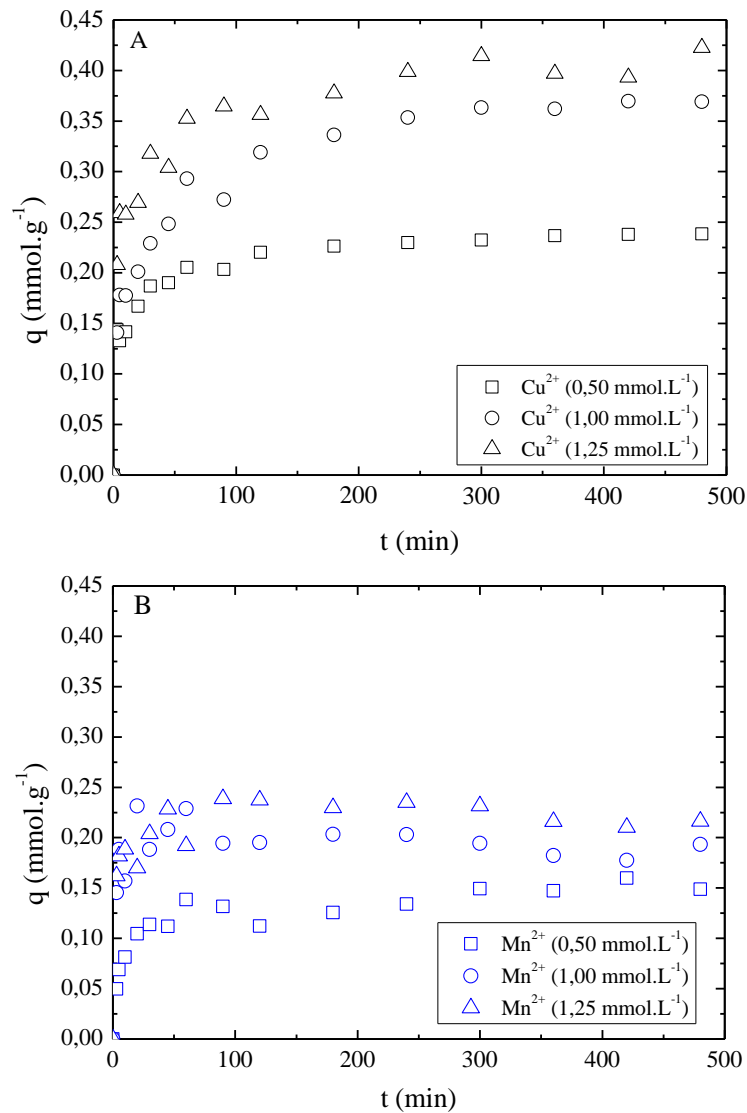 A
0,45
0,40
0,35
0,30
0,25
0,20
0,15
0,10
0,05
0,00
q (mmol.g⁻¹)
□ Cu²⁺ (0,50 mmol.L⁻¹)
○ Cu²⁺ (1,00 mmol.L⁻¹)
△ Cu²⁺ (1,25 mmol.L⁻¹)
0 100 200 300 400 500
t (min)
B
0,45
0,40
0,35
0,30
0,25
0,20
0,15
0,10
0,05
0,00
q (mmol.g⁻¹)
□ Mn²⁺ (0,50 mmol.L⁻¹)
○ Mn²⁺ (1,00 mmol.L⁻¹)
△ Mn²⁺ (1,25 mmol.L⁻¹)
0 100 200 300 400 500
t (min)